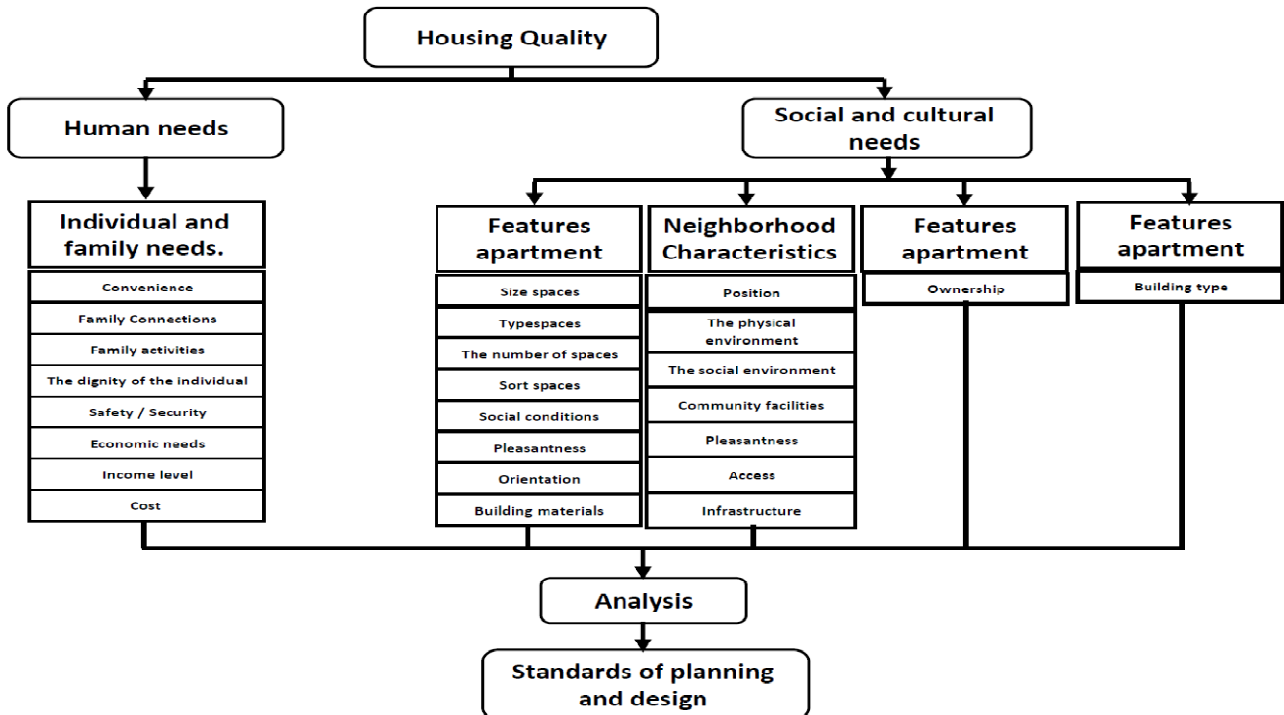 Housing Quality
Human needs
Social and cultural
needs
Individual and
family needs.
Convenience
Family Connections
Family activities
The dignity of the individual
Safety / Security
Economic needs
Income level
Cost
Features
apartment
Size spaces
Typespaces
The number of spaces
Sort spaces
Social conditions
Pleasantness
Orientation
Building materials
Neighborhood
Characteristics
Position
The physical
environment
The social environment
Community facilities
Pleasantness
Access
Infrastructure
Features
apartment
Ownership
Features
apartment
Building type
Analysis
Standards of planning
and design